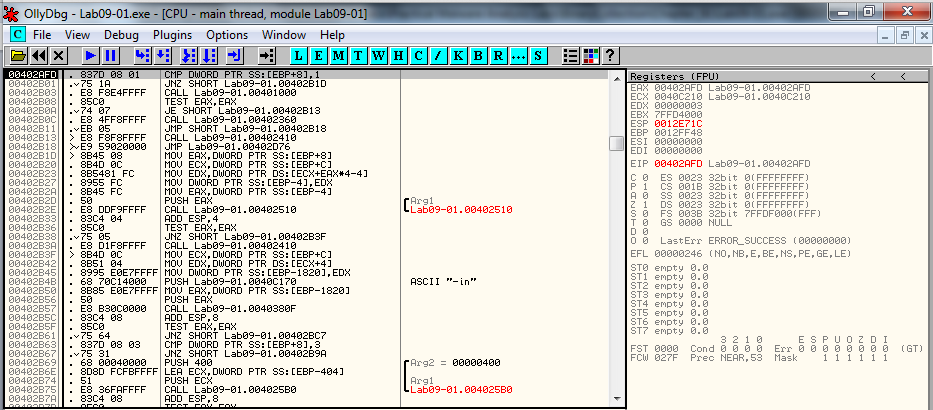 OllyDbg - Lab09-01.exe - [CPU - main thread, module Lab09-01]
C File View Debug Plugins Options Window Help
L E M T W H C / K B R ... S ?
00402AFD . 837D 08 01 CMP DWORD PTR SS:[EBP+8],1
00402B01 .˅75 1A JNZ SHORT Lab09-01.00402B1D
00402B03 . E8 F8E4FFFF CALL Lab09-01.00401000
00402B08 . 85C0 TEST EAX,EAX
00402B0A .˅74 07 JE SHORT Lab09-01.00402B13
00402B0C . E8 4FF8FFFF CALL Lab09-01.00402360
00402B11 .˅EB 05 JMP SHORT Lab09-01.00402B18
00402B13 > E8 F8F8FFFF CALL Lab09-01.00402410
00402B18 >˅E9 59020000 JMP Lab09-01.00402D76
00402B1D > 8B45 08 MOV EAX,DWORD PTR SS:[EBP+8]
00402B20 . 8B4D 0C MOV ECX,DWORD PTR SS:[EBP+C]
00402B23 . 8B5481 FC MOV EDX,DWORD PTR DS:[ECX+EAX*4-4]
00402B27 . 8955 FC MOV DWORD PTR SS:[EBP-4],EDX
00402B2A . 8B45 FC MOV EAX,DWORD PTR SS:[EBP-4]
00402B2D . 50 PUSH EAX Arg1
00402B2E . E8 DDF9FFFF CALL Lab09-01.00402510 Lab09-01.00402510
00402B33 . 83C4 04 ADD ESP,4
00402B36 . 85C0 TEST EAX,EAX
00402B38 .˅75 05 JNZ SHORT Lab09-01.00402B3F
00402B3A . E8 D1F8FFFF CALL Lab09-01.00402410
00402B3F > 8B4D 0C MOV ECX,DWORD PTR SS:[EBP+C]
00402B42 . 8B51 04 MOV EDX,DWORD PTR DS:[ECX+4]
00402B45 . 8995 E0E7FFFF MOV DWORD PTR SS:[EBP-1820],EDX
00402B4B . 68 70C14000 PUSH Lab09-01.0040C170 ASCII "-in"
00402B50 . 8B85 E0E7FFFF MOV EAX,DWORD PTR SS:[EBP-1820]
00402B56 . 50 PUSH EAX
00402B57 . E8 B30C0000 CALL Lab09-01.0040380F
00402B5C . 83C4 08 ADD ESP,8
00402B5F . 85C0 TEST EAX,EAX
00402B61 .˅75 64 JNZ SHORT Lab09-01.00402BC7
00402B63 . 837D 08 03 CMP DWORD PTR SS:[EBP+8],3
00402B67 .˅75 31 JNZ SHORT Lab09-01.00402B9A
00402B69 . 68 00040000 PUSH 400 Arg2 = 00000400
00402B6E . 8D8D FCFBFFFF LEA ECX,DWORD PTR SS:[EBP-404]
00402B74 . 51 PUSH ECX Arg1
00402B75 . E8 36FAFFFF CALL Lab09-01.004025B0 Lab09-01.004025B0
00402B7A . 83C4 08 ADD ESP,8
00402B7D . 85C0 TEST EAX,EAX
Registers (FPU) < <
EAX 00402AFD Lab09-01.00402AFD
ECX 0040C210 Lab09-01.0040C210
EDX 00000003
EBX 7FFD4000
ESP 0012E71C
EBP 0012FF48
ESI 00000000
EDI 00000000
EIP 00402AFD Lab09-01.00402AFD
C 0 ES 0023 32bit 0(FFFFFFFF)
P 1 CS 001B 32bit 0(FFFFFFFF)
A 0 SS 0023 32bit 0(FFFFFFFF)
Z 1 DS 0023 32bit 0(FFFFFFFF)
S 0 FS 003B 32bit 7FFDF000(FFF)
T 0 GS 0000 NULL
D 0
O 0 LastErr ERROR_SUCCESS (00000000)
EFL 00000246 (NO,NB,E,BE,NS,PE,GE,LE)
ST0 empty 0.0
ST1 empty 0.0
ST2 empty 0.0
ST3 empty 0.0
ST4 empty 0.0
ST5 empty 0.0
ST6 empty 0.0
ST7 empty 0.0
3 2 1 0 E S P U O Z D I
FST 0000 Cond 0 0 0 0 Err 0 0 0 0 0 0 0 0 (GT)
FCW 027F Prec NEAR,53 Mask 1 1 1 1 1 1